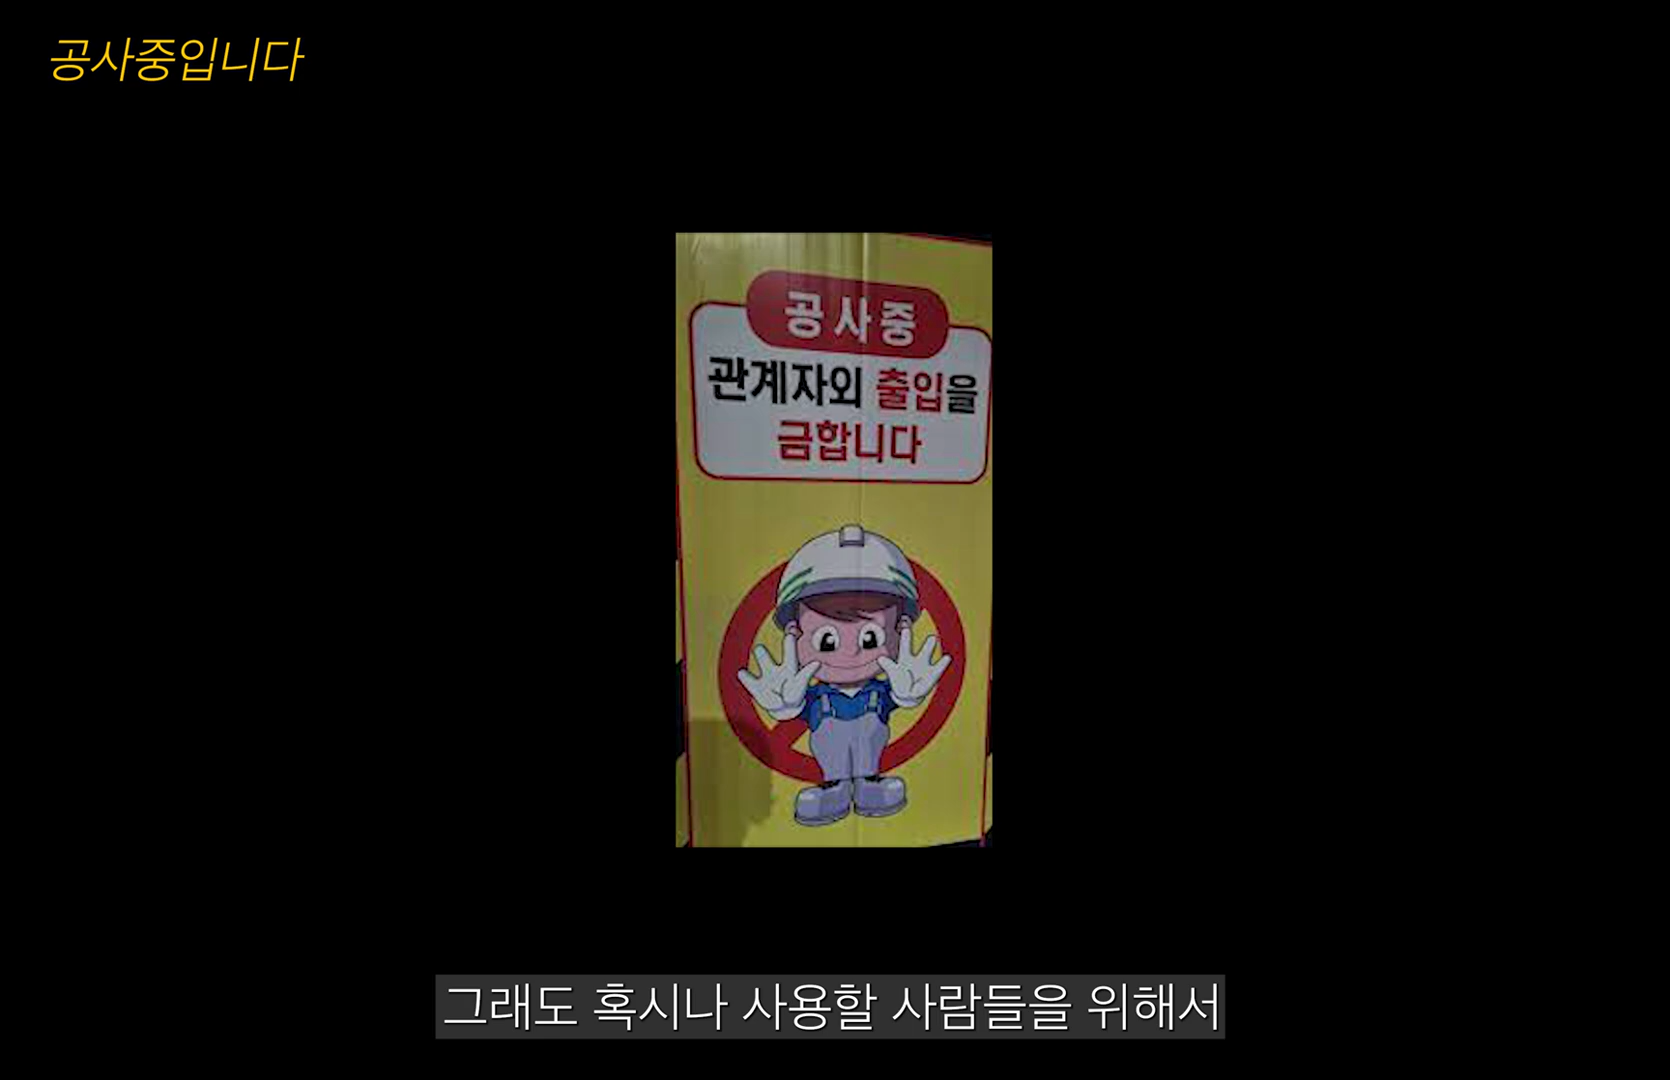 공사중입니다
공사중
관계자외 출입을
금합니다
그래도 혹시나 사용할 사람들을 위해서